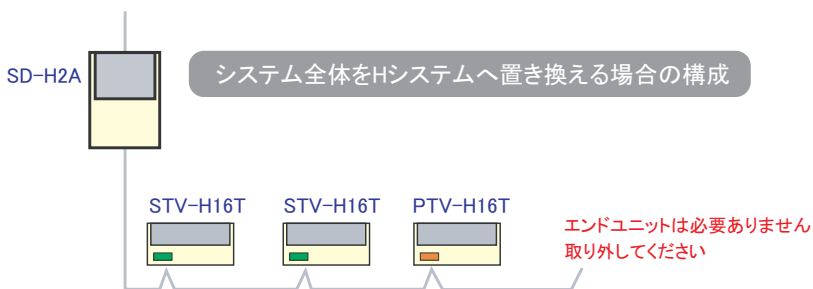 SD-H2A
システム全体をHシステムへ置き換える場合の構成
STV-H16T
STV-H16T
PTV-H16T
エンドユニットは必要ありません
取り外してください